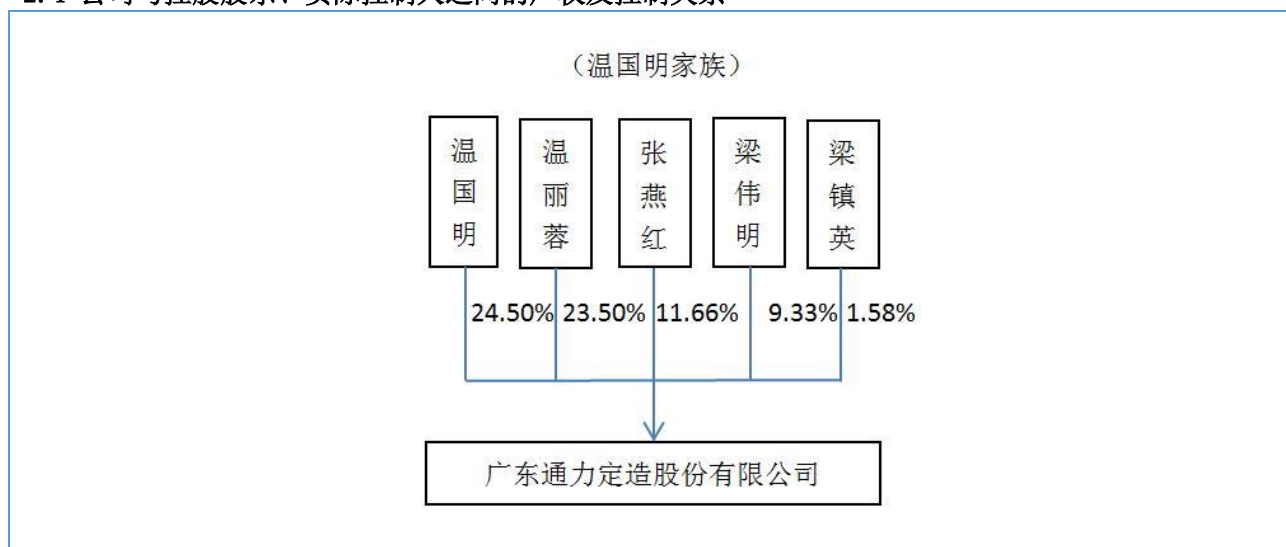 （温国明家族）
温国明
温丽蓉
张燕红
梁伟明
梁镇英
24.50% 23.50% 11.66% 9.33% 1.58%
广东通力定造股份有限公司